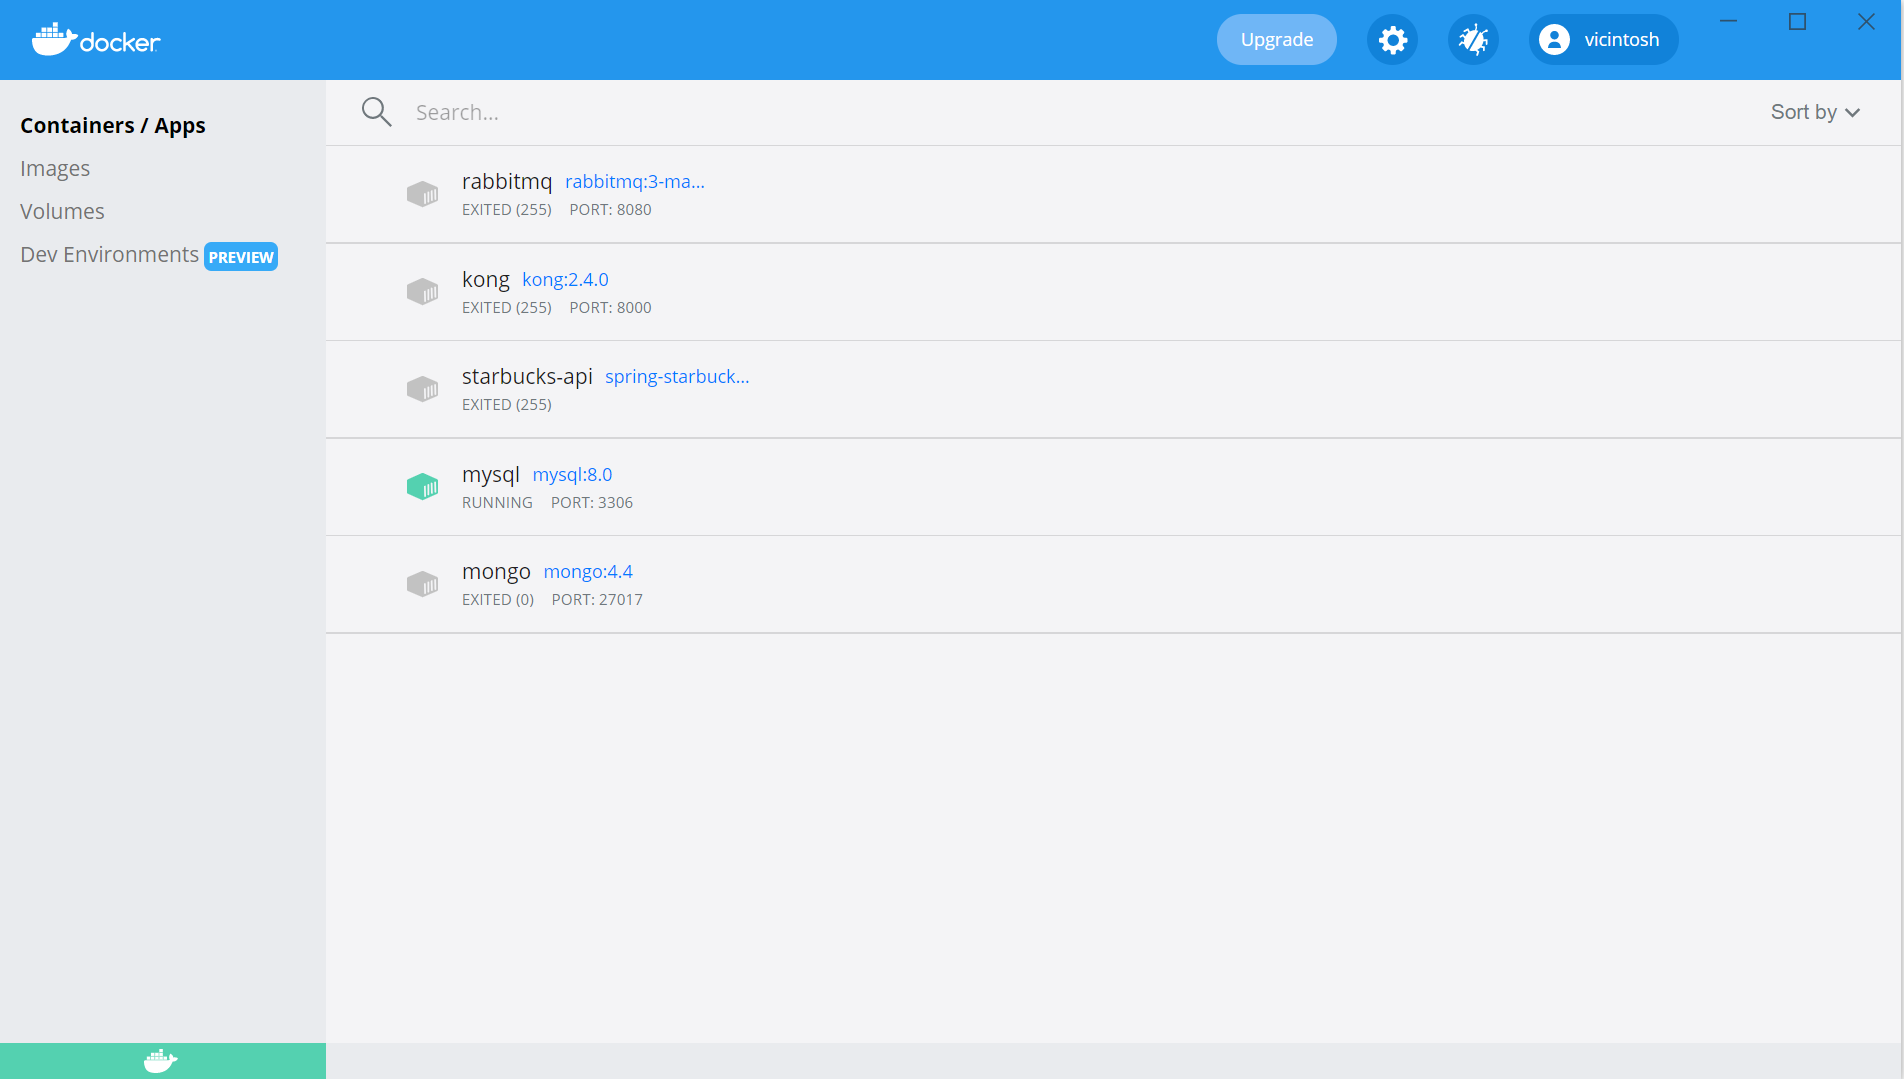 docker
Upgrade
vicintosh
Containers / Apps
Images
Volumes
Dev Environments PREVIEW
Search...
Sort by
rabbitmq rabbitmq:3-ma...
EXITED (255) PORT: 8080
kong kong:2.4.0
EXITED (255) PORT: 8000
starbucks-api spring-starbuck...
EXITED (255)
mysql mysql:8.0
RUNNING PORT: 3306
mongo mongo:4.4
EXITED (0) PORT: 27017